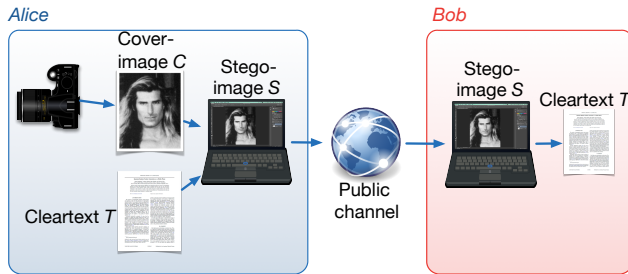 Alice
Bob
Cover-
image C
Stego-
image S
Stego-
image S
Cleartext T
Public
channel
Cleartext T